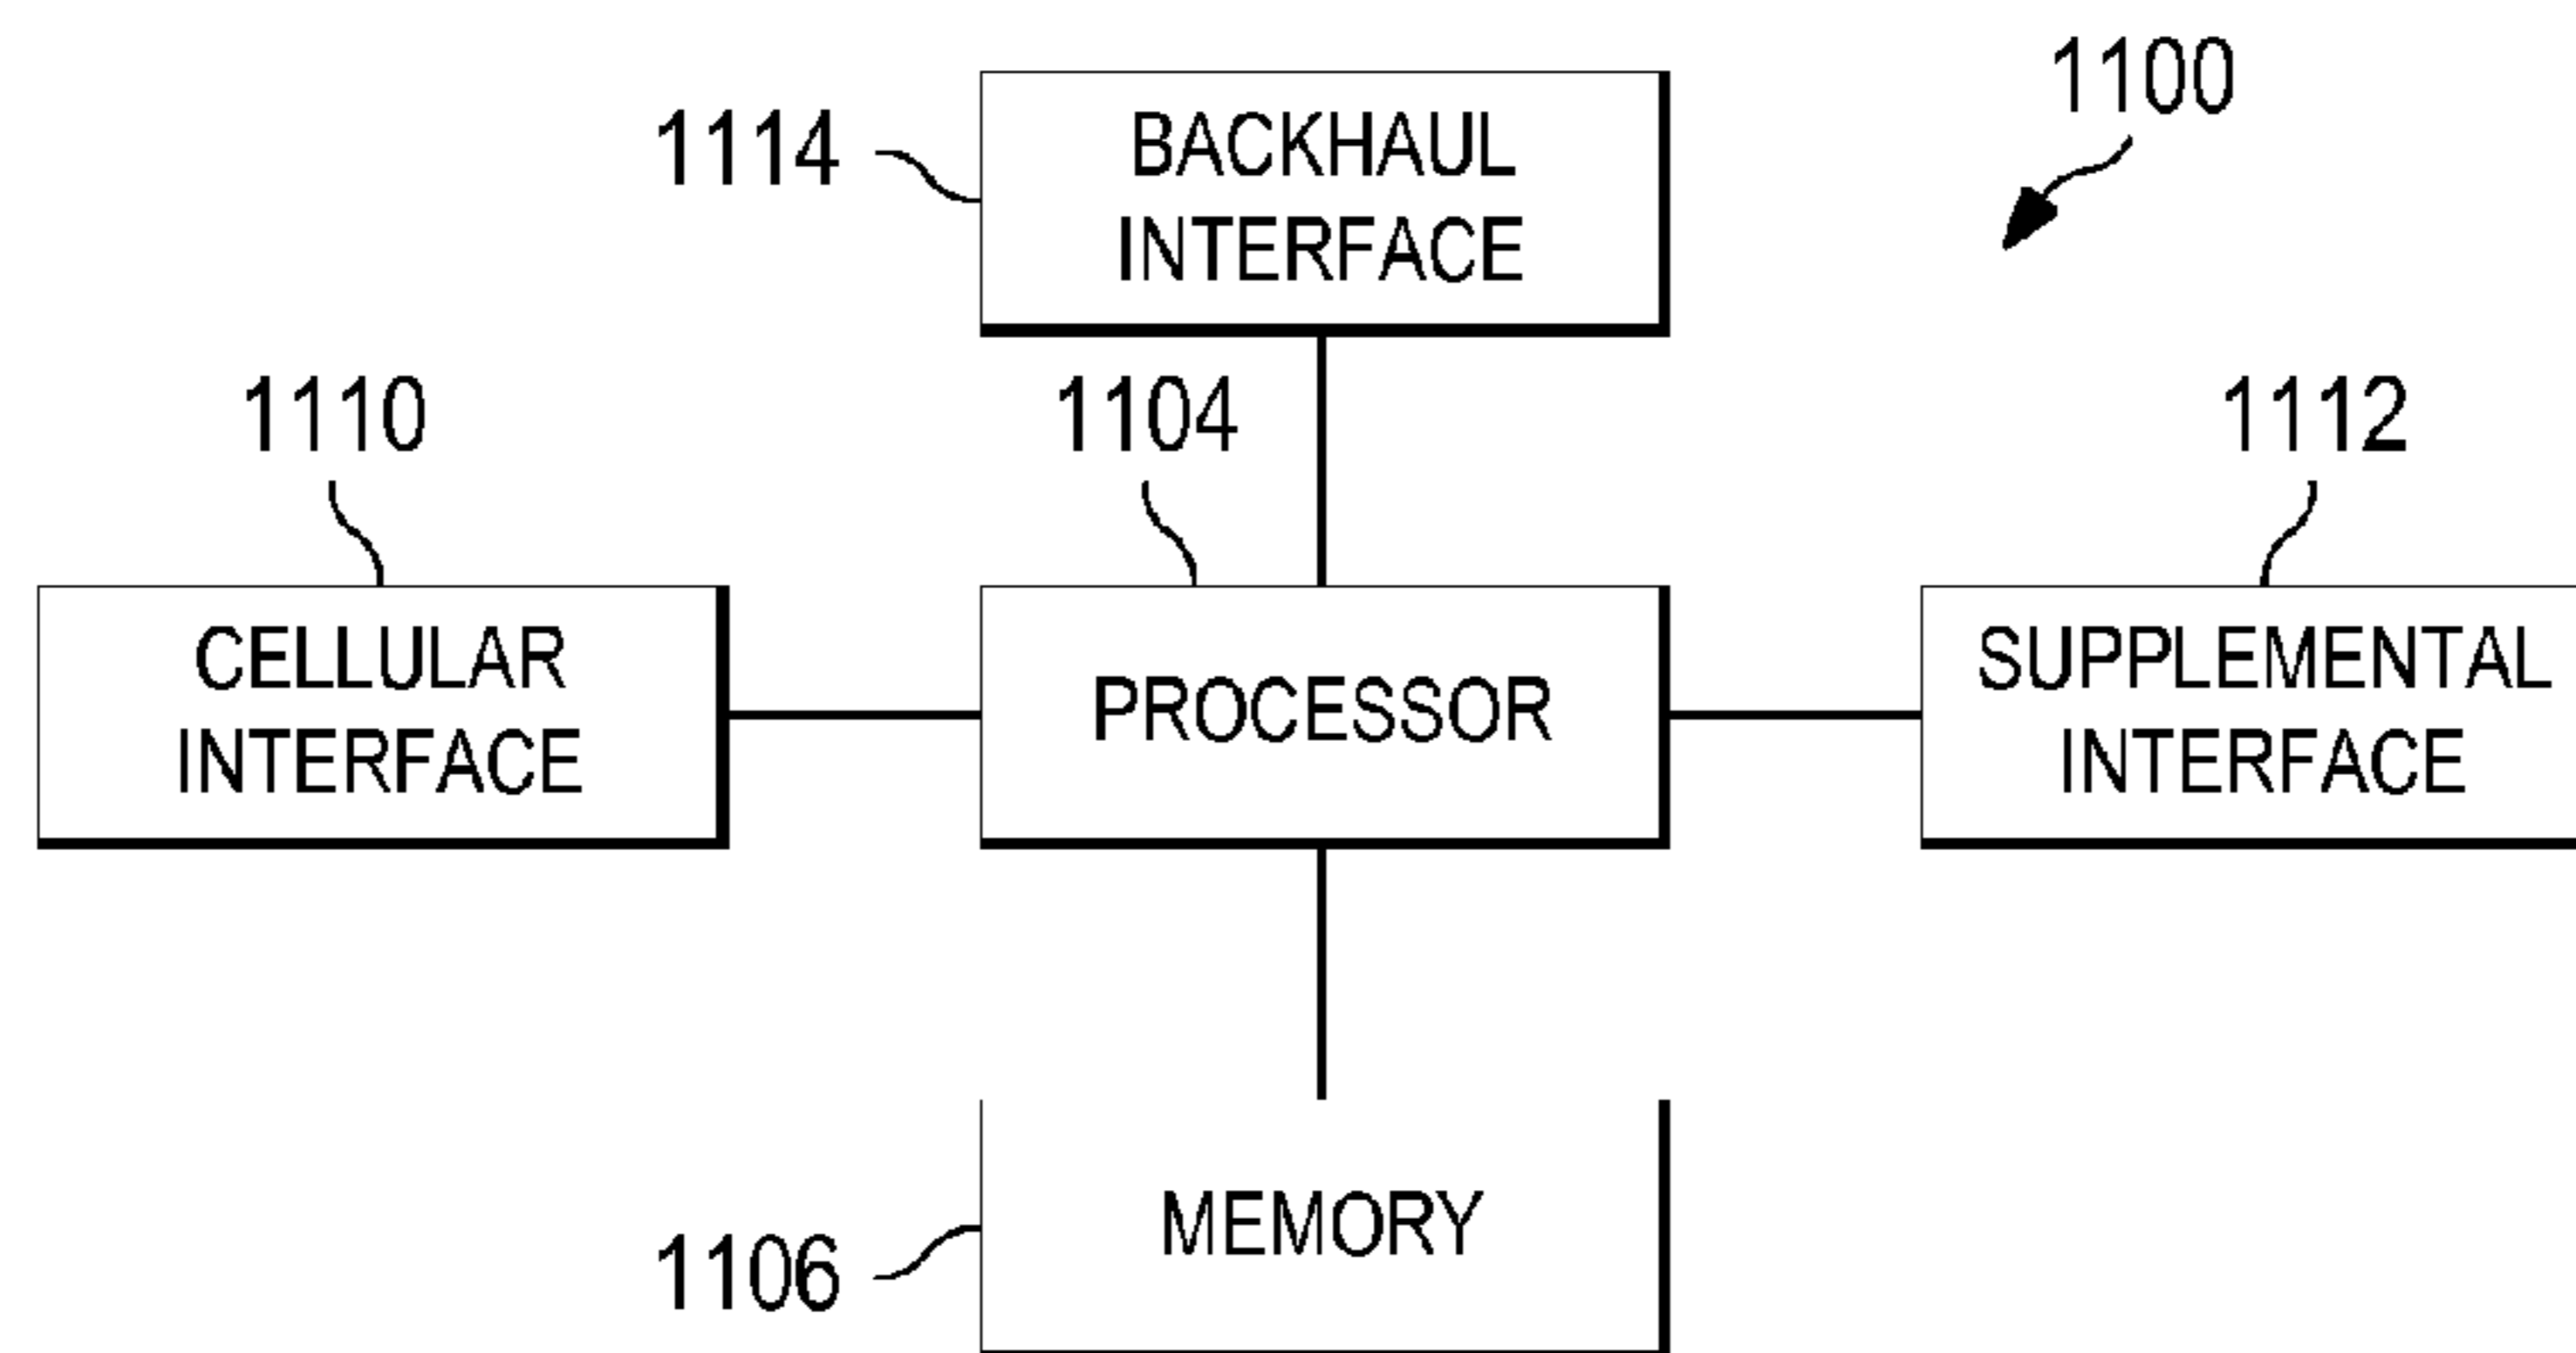 1100
1114
BACKHAUL
INTERFACE
1110
1104
1112
CELLULAR
INTERFACE
PROCESSOR
SUPPLEMENTAL
INTERFACE
MEMORY
1106